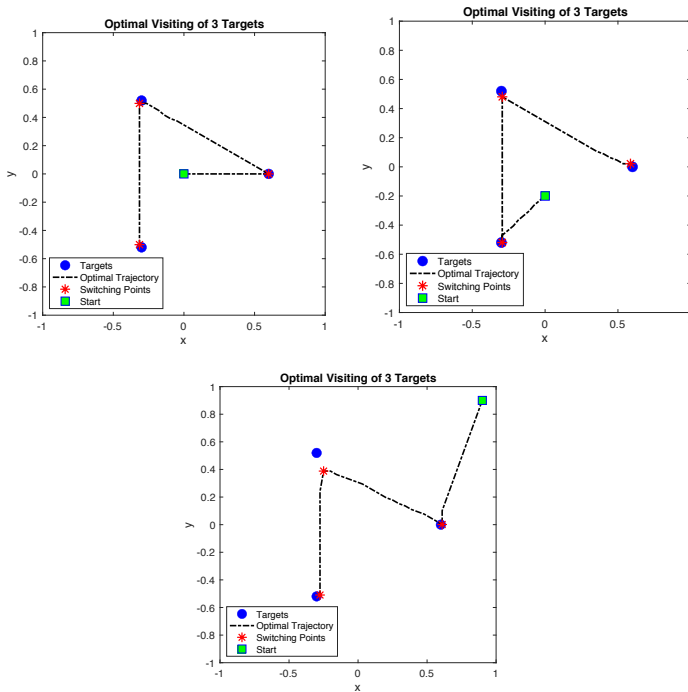 Optimal Visiting of 3 Targets
1
0.8
0.6
0.4
0.2
0
-0.2
-0.4
-0.6
-0.8
-1
y
Targets
Optimal Trajectory
Switching Points
Start
-1 -0.5 0 0.5 1
x
Optimal Visiting of 3 Targets
1
0.8
0.6
0.4
0.2
0
-0.2
-0.4
-0.6
-0.8
-1
y
Targets
Optimal Trajectory
Switching Points
Start
-1 -0.5 0 0.5
x
Optimal Visiting of 3 Targets
1
0.8
0.6
0.4
0.2
0
-0.2
-0.4
-0.6
-0.8
-1
y
Targets
Optimal Trajectory
Switching Points
Start
-1 -0.5 0 0.5 1
x